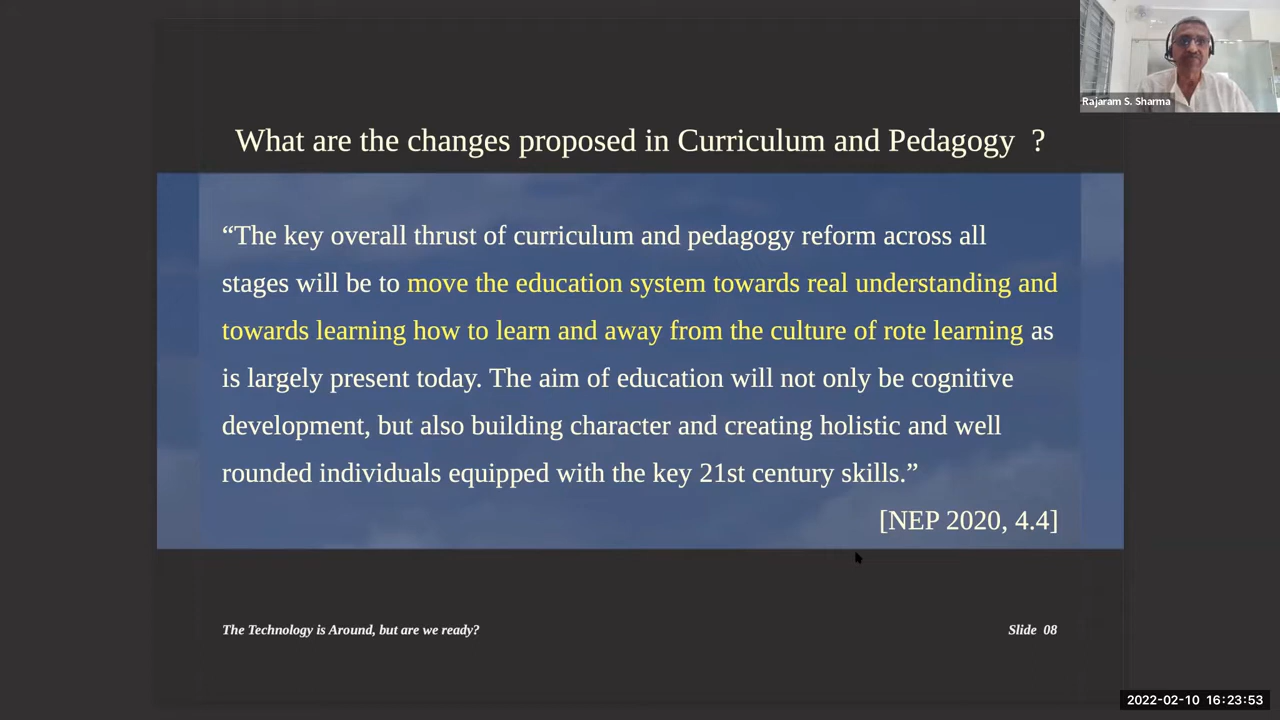 Rajaram S. Sharma
What are the changes proposed in Curriculum and Pedagogy ?
“The key overall thrust of curriculum and pedagogy reform across all
stages will be to move the education system towards real understanding and
towards learning how to learn and away from the culture of rote learning as
is largely present today. The aim of education will not only be cognitive
development, but also building character and creating holistic and well
rounded individuals equipped with the key 21st century skills.”
[NEP 2020, 4.4]
The Technology is Around, but are we ready?
Slide 08
2022-02-10 16:23:53